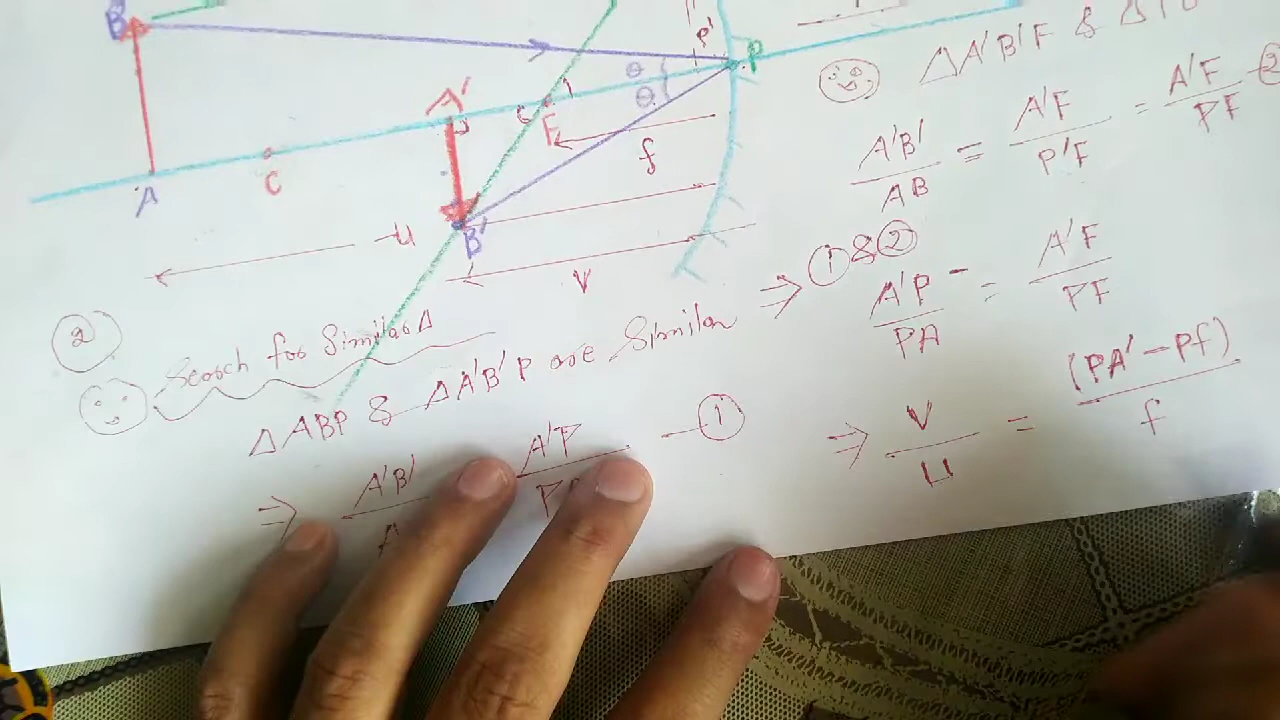 B'
P'
P
θ
θ
A'
F
C
A
f
-u
B'
V
ΔA'B'F &
A'B' / AB = A'F / P'F = A'F / PF - ②
② Search for Similar Δ
ΔABP & ΔA'B'P are Similar
⇒ A'B' / A'P / - ①
⇒ ① & ②
A'P / PA = A'F / PF
⇒ V / U = (PA' - Pf) / f